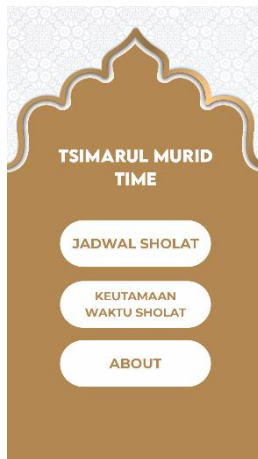 TSIMARUL MURID
TIME
JADWAL SHOLAT
KEUTAMAAN
WAKTU SHOLAT
ABOUT